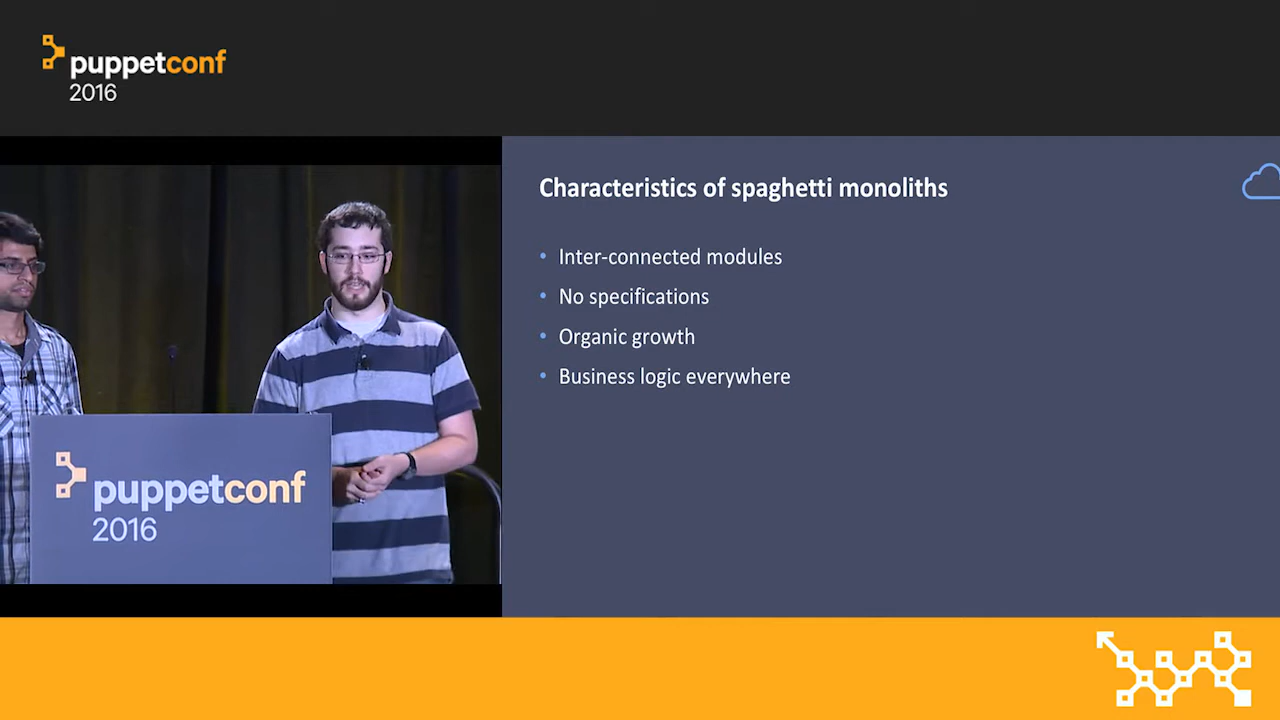 puppetconf
2016
Characteristics of spaghetti monoliths
• Inter-connected modules
• No specifications
• Organic growth
• Business logic everywhere
puppetconf
2016